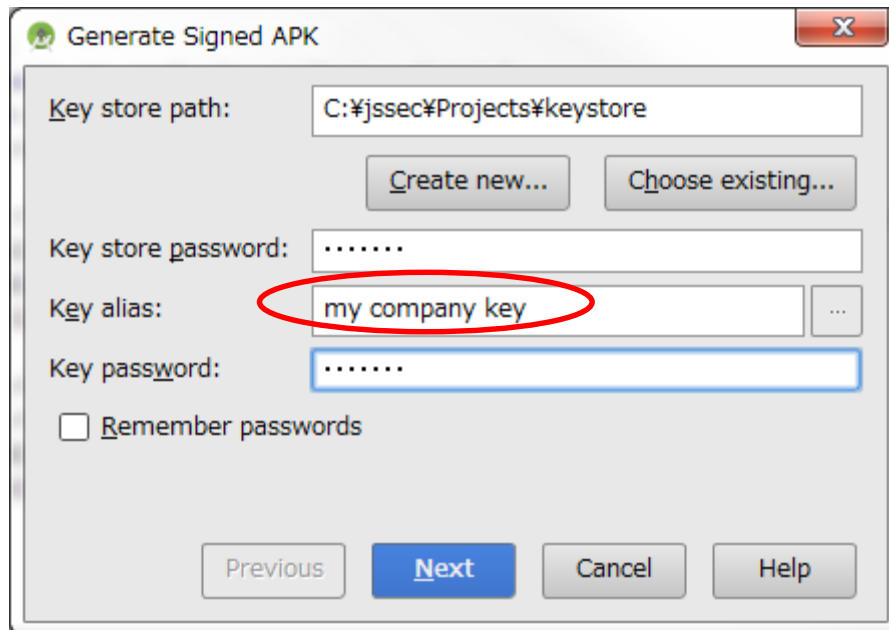 Generate Signed APK
Key store path: C:¥jssec¥Projects¥keystore
Create new... Choose existing...
Key store password: •••••••
Key alias: my company key ...
Key password: •••••••
Remember passwords
Previous Next Cancel Help